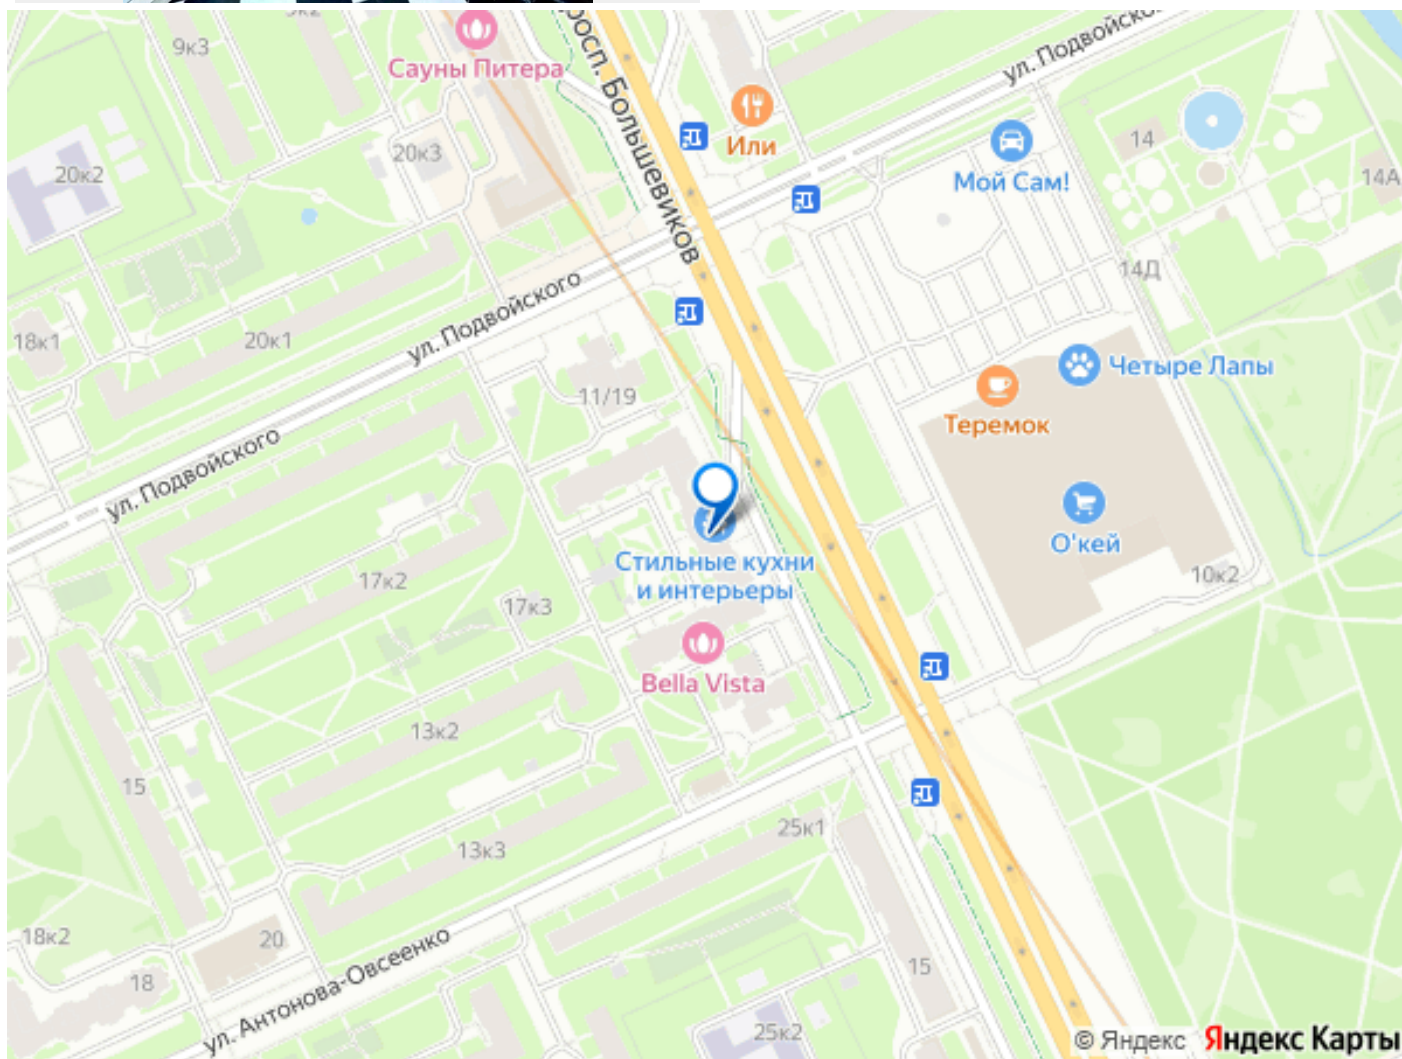 9к3
Сауны Питера
просп. Большевиков
ул. Подвойского
Или
14
Мой Сам!
14А
20к3
20к2
14Д
ул. Подвойского
18к1
20к1
11/19
Четыре Лапы
Теремок
ул. Подвойского
О'кей
Стильные кухни
и интерьеры
10к2
17к2
17к3
Bella Vista
13к2
15
25к1
13к3
18к2
20
ул. Антонова-Овсеенко
15
18
25к2
© Яндекс Яндекс Карты